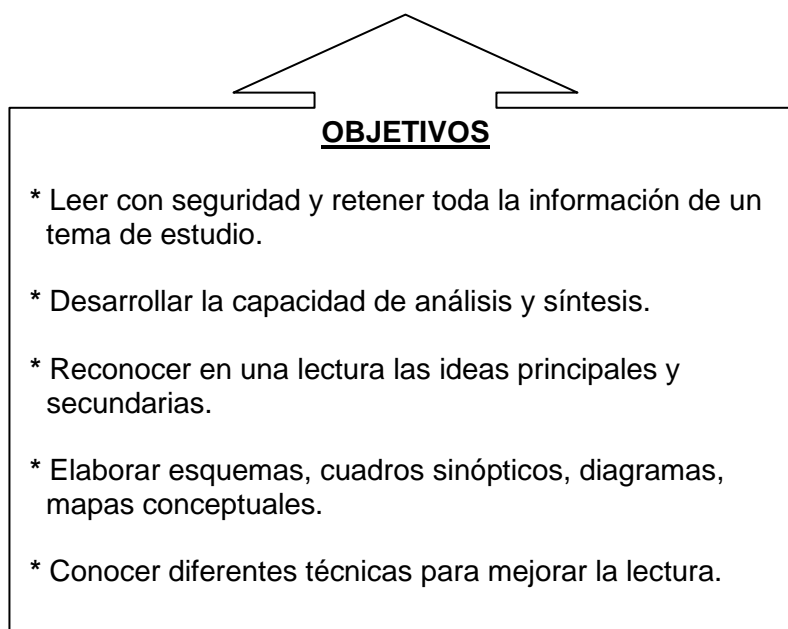 OBJETIVOS
* Leer con seguridad y retener toda la información de un
tema de estudio.
* Desarrollar la capacidad de análisis y síntesis.
* Reconocer en una lectura las ideas principales y
secundarias.
* Elaborar esquemas, cuadros sinópticos, diagramas,
mapas conceptuales.
* Conocer diferentes técnicas para mejorar la lectura.